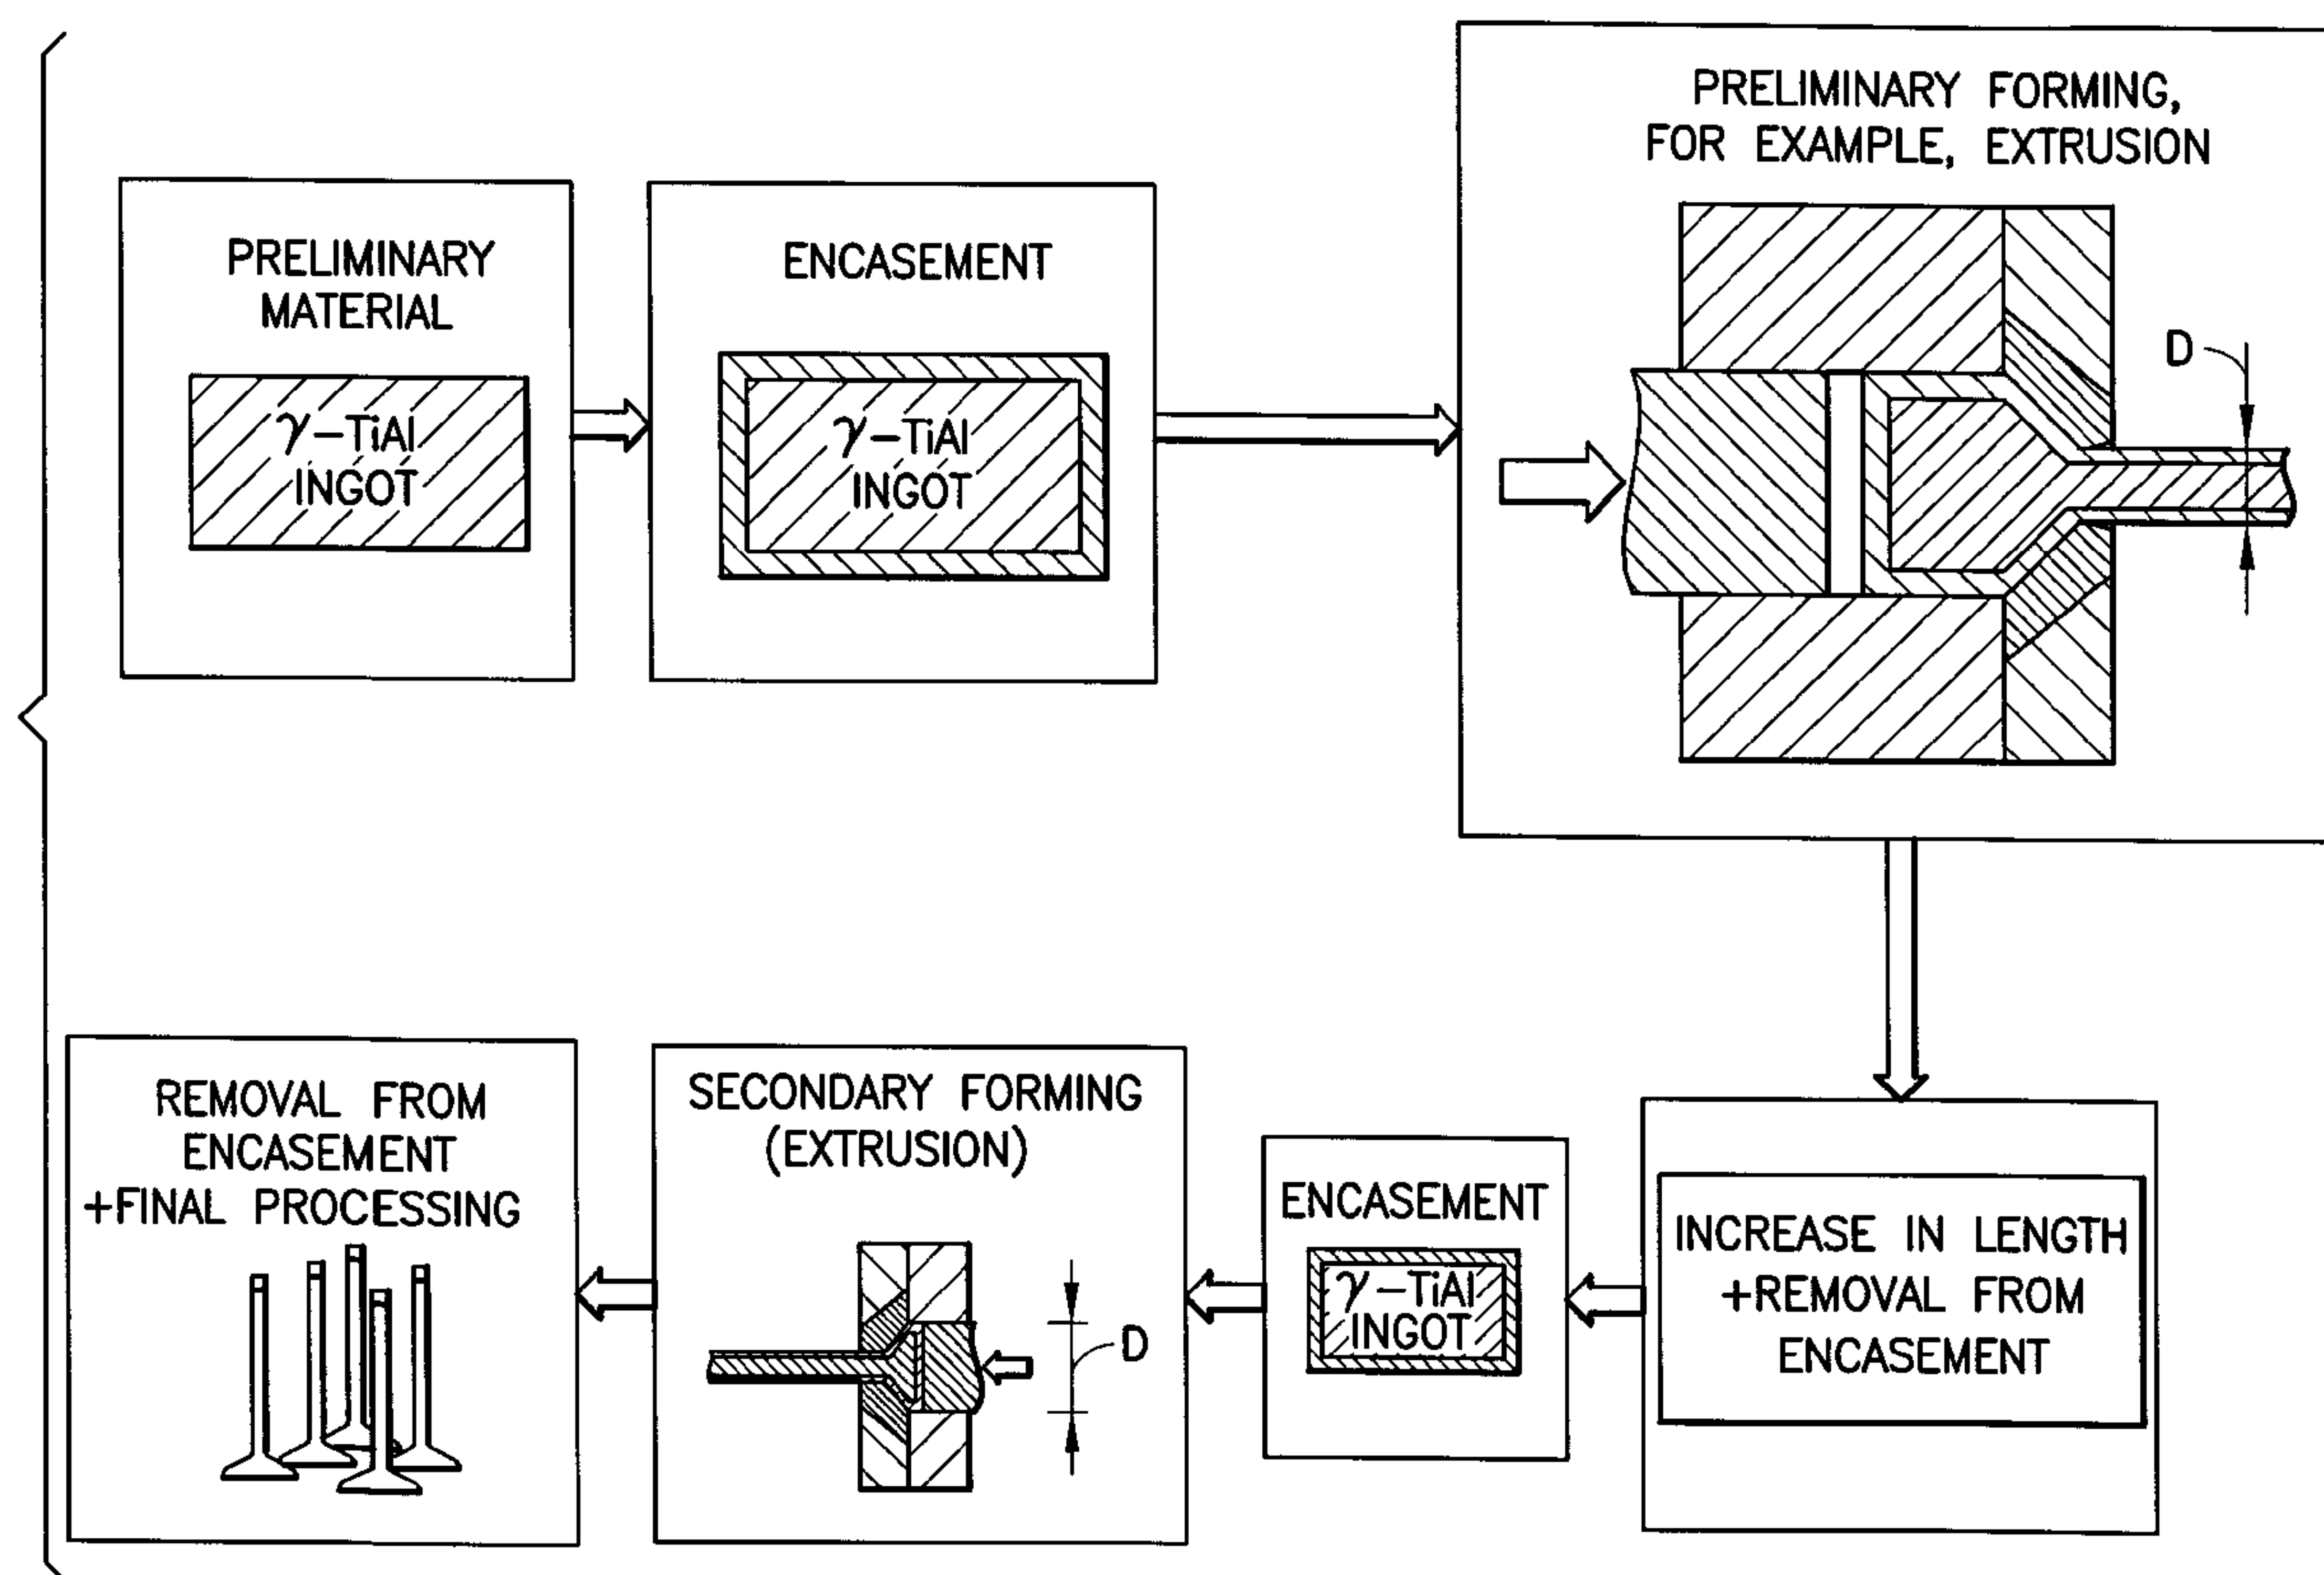 PRELIMINARY
MATERIAL
γ-TiAl
INGOT
ENCASEMENT
γ-TiAl
INGOT
PRELIMINARY FORMING,
FOR EXAMPLE, EXTRUSION
D
INCREASE IN LENGTH
+REMOVAL FROM
ENCASEMENT
ENCASEMENT
γ-TiAl
INGOT
SECONDARY FORMING
(EXTRUSION)
D
REMOVAL FROM
ENCASEMENT
+FINAL PROCESSING